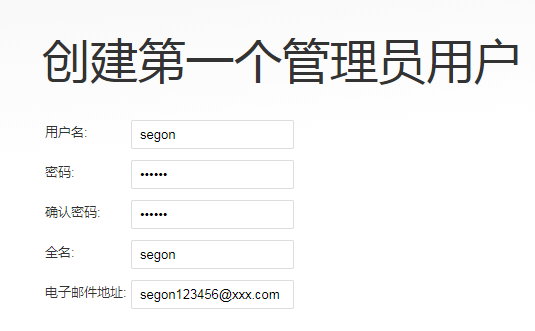 创建第一个管理员用户
用户名: segon
密码: ••••••
确认密码: ••••••
全名: segon
电子邮件地址: segon123456@xxx.com